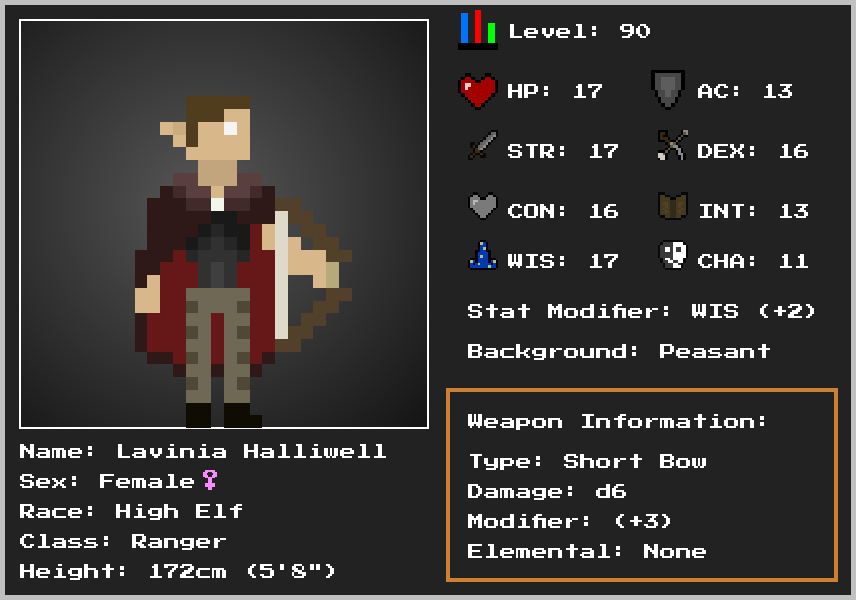 Level: 90
HP: 17
AC: 13
STR: 17
DEX: 16
CON: 16
INT: 13
WIS: 17
CHA: 11
Stat Modifier: WIS (+2)
Background: Peasant
Weapon Information:
Type: Short Bow
Damage: d6
Modifier: (+3)
Elemental: None
Name: Lavinia Halliwell
Sex: Female♀
Race: High Elf
Class: Ranger
Height: 172cm (5'8")